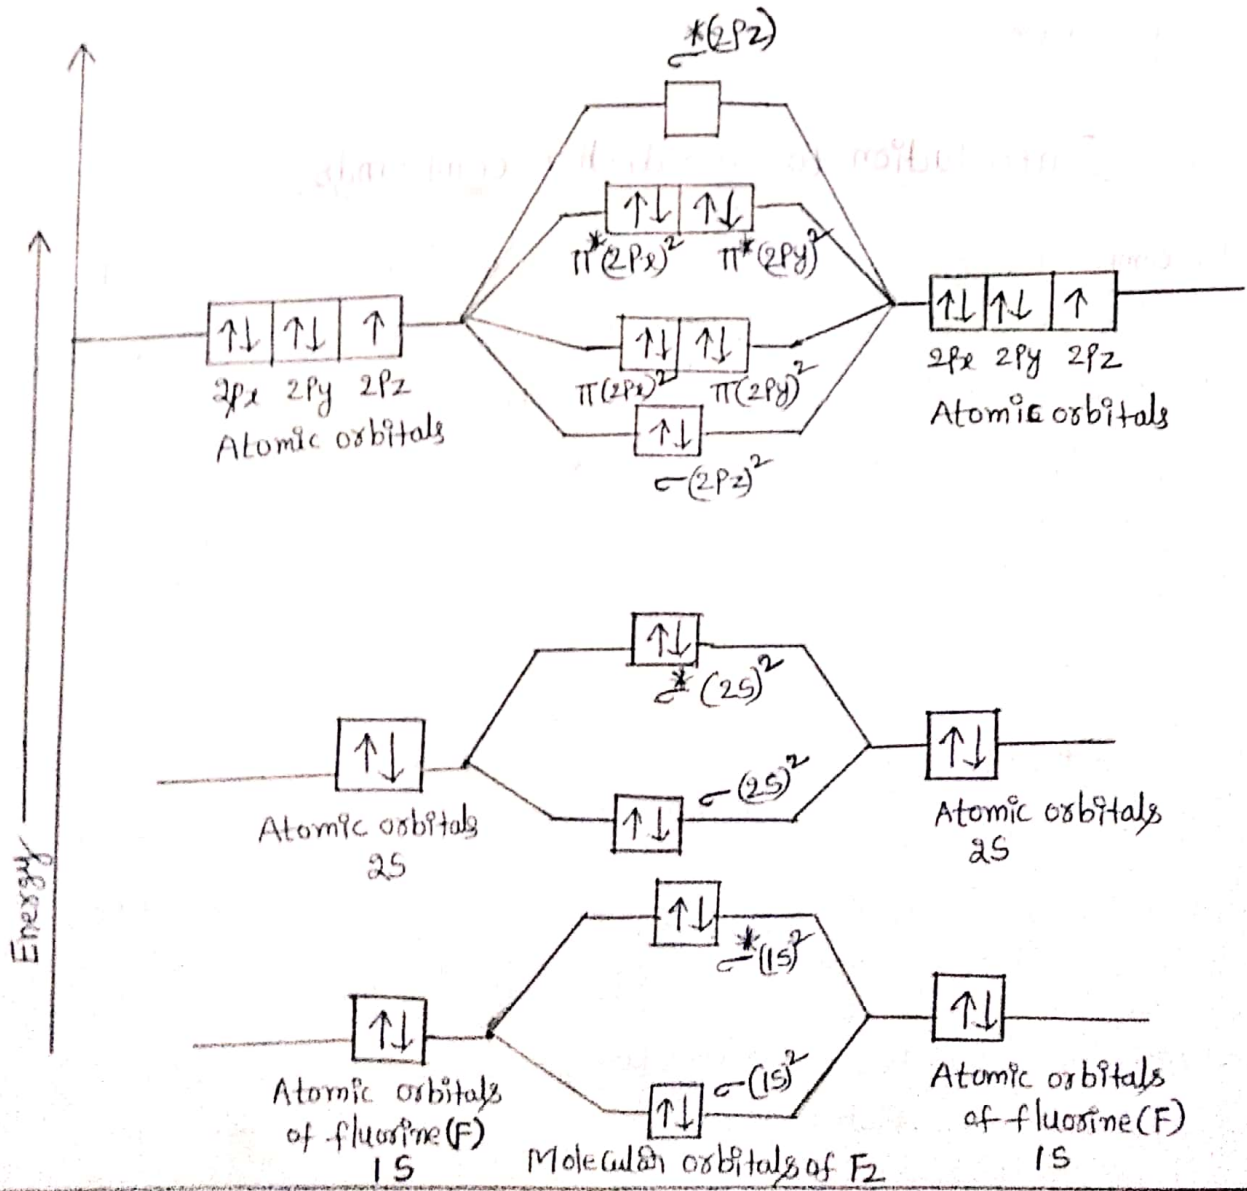 σ*(2Pz)
↑↓ ↑↓
π*(2Px)² π*(2Py)²
↑↓ ↑↓ ↑
2Px 2Py 2Pz
Atomic orbitals
↑↓ ↑↓
π(2Px)² π(2Py)²
↑↓
σ(2Pz)²
↑↓ ↑↓ ↑
2Px 2Py 2Pz
Atomic orbitals
↑↓
σ*(2S)²
↑↓
Atomic orbitals
2S
σ(2S)²
↑↓
↑↓
Atomic orbitals
2S
Energy
↑↓
σ*(1S)²
↑↓
Atomic orbitals
of fluorine(F)
1S
σ(1S)²
↑↓
Molecular orbitals of F2
↑↓
Atomic orbitals
of fluorine(F)
1S